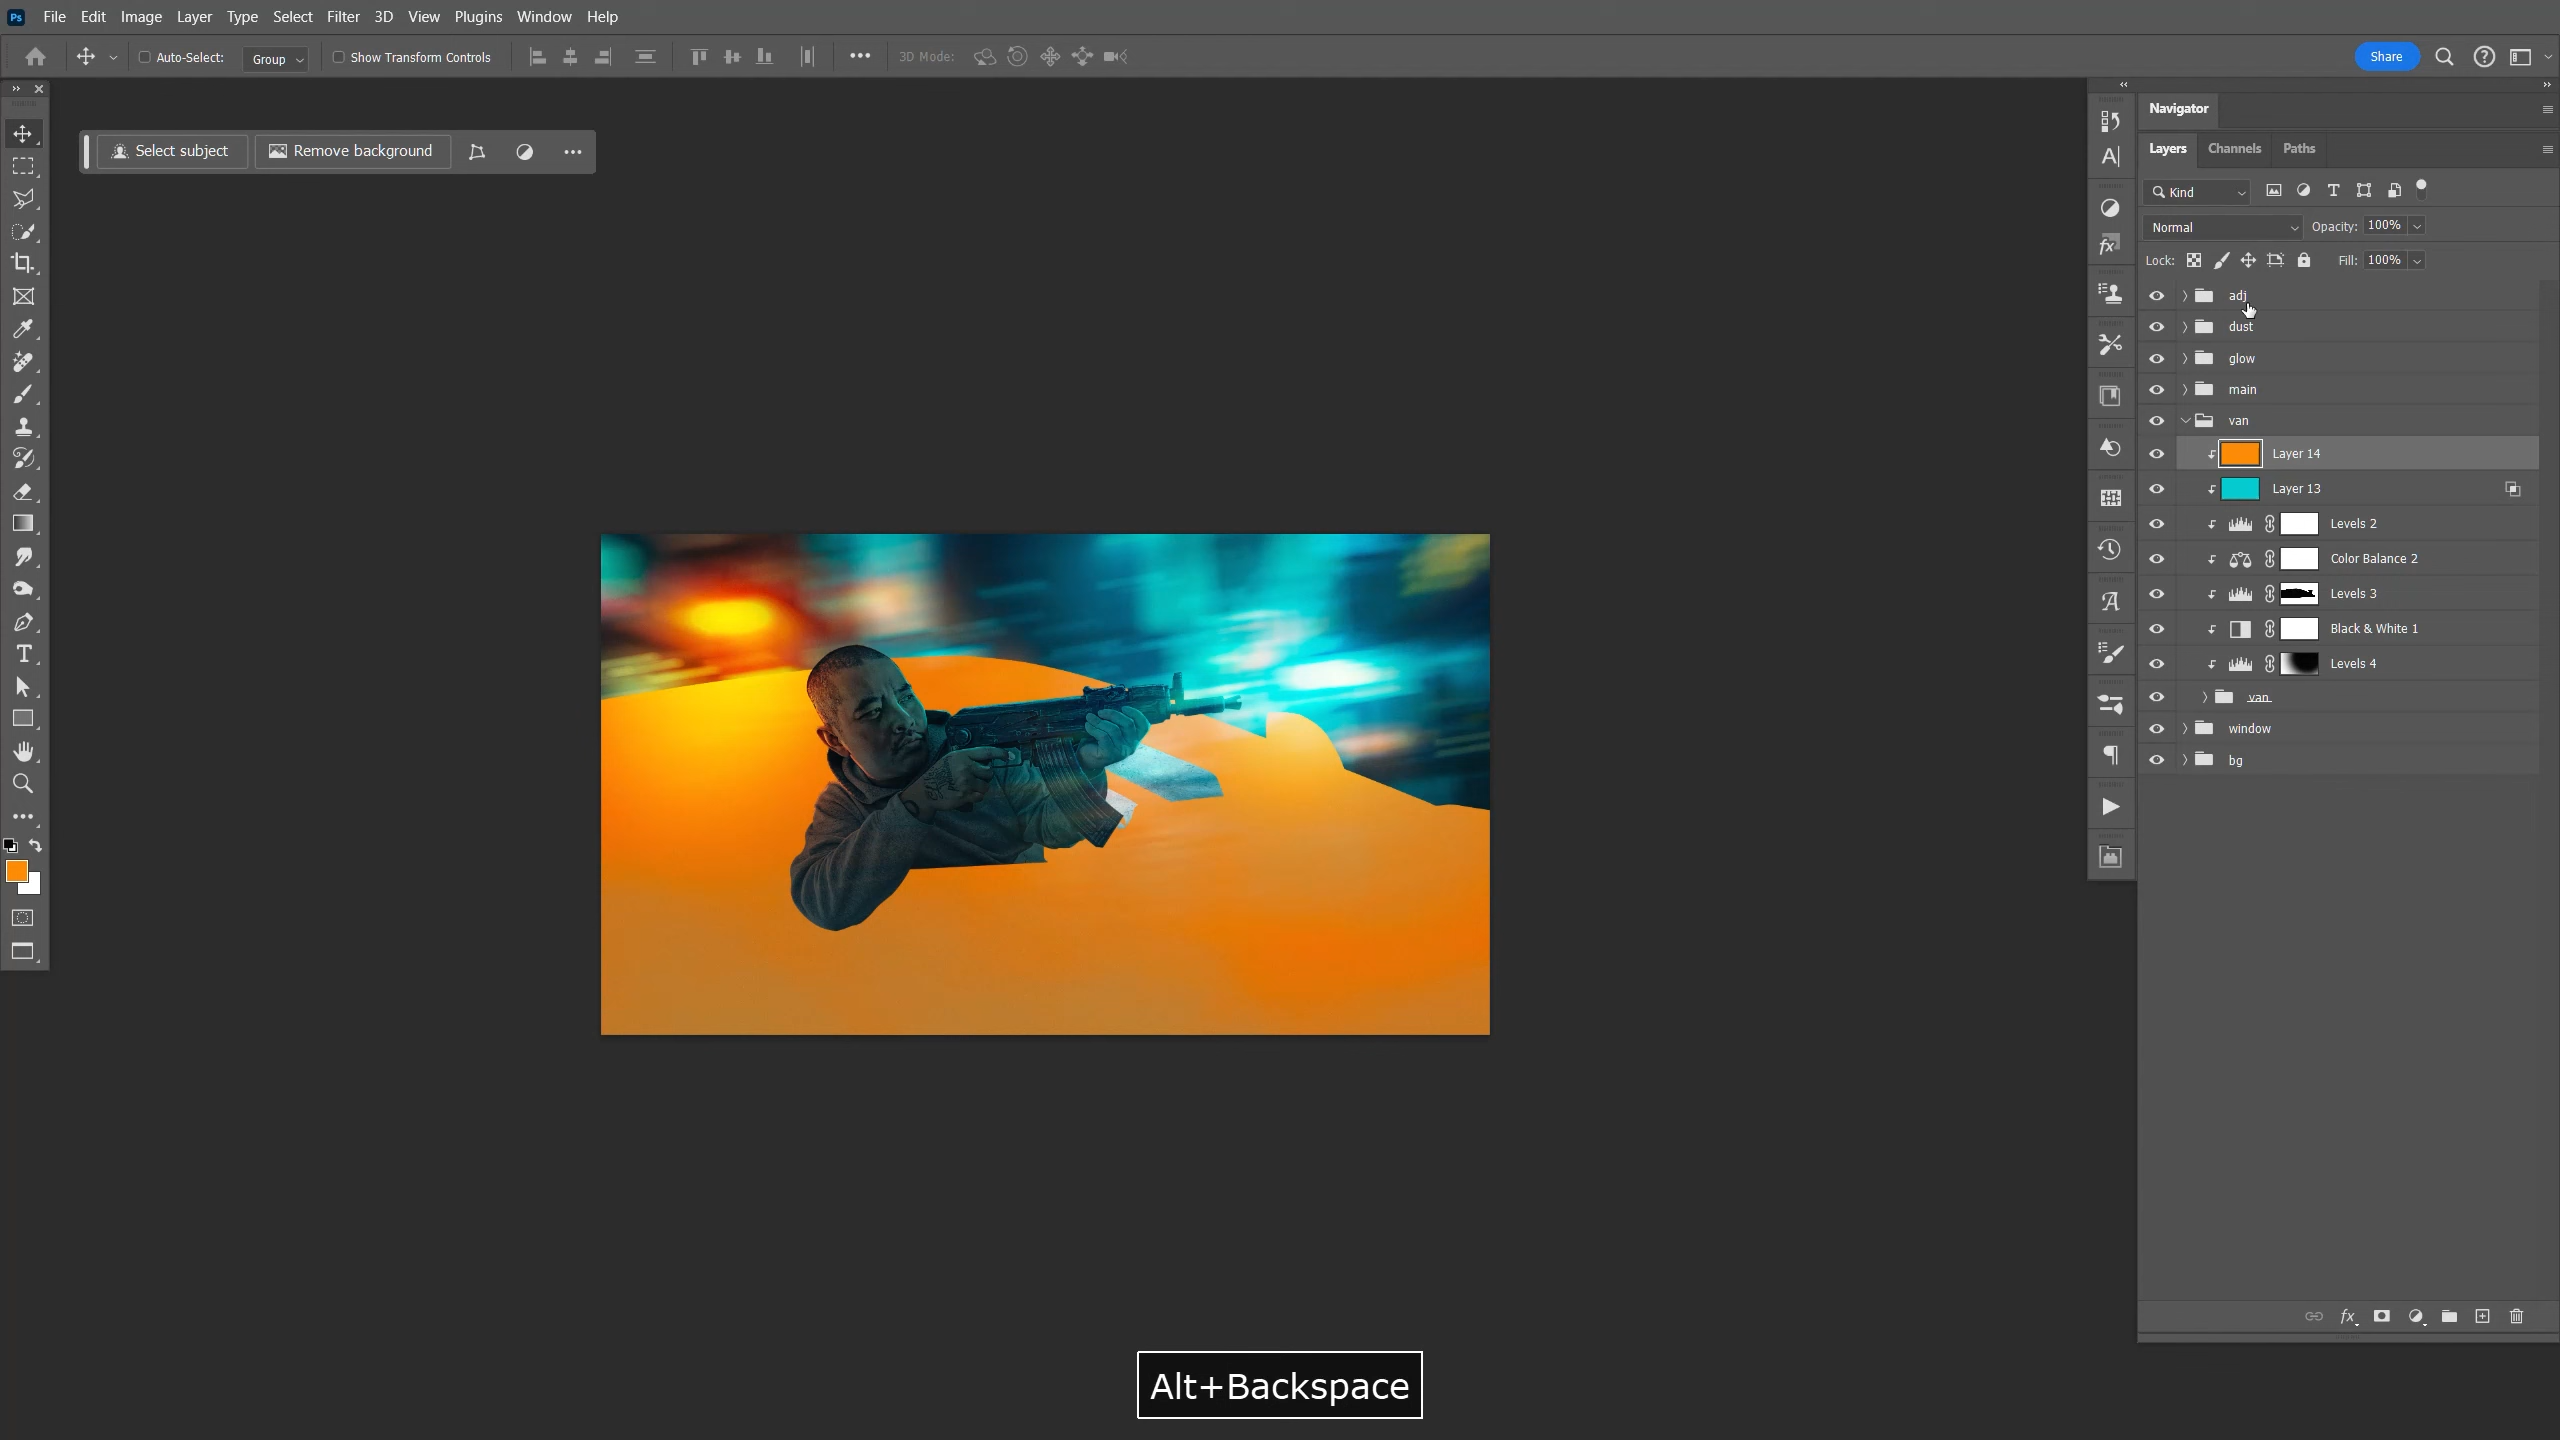 Ps File Edit Image Layer Type Select Filter 3D View Plugins Window Help
Auto-Select: Group Show Transform Controls 3D Mode: Share
Select subject Remove background
Navigator
Layers Channels Paths
Kind
Normal Opacity: 100%
Lock: Fill: 100%
adj
dust
glow
main
van
Layer 14
Layer 13
Levels 2
Color Balance 2
Levels 3
Black & White 1
Levels 4
van
window
bg
fx
Alt+Backspace